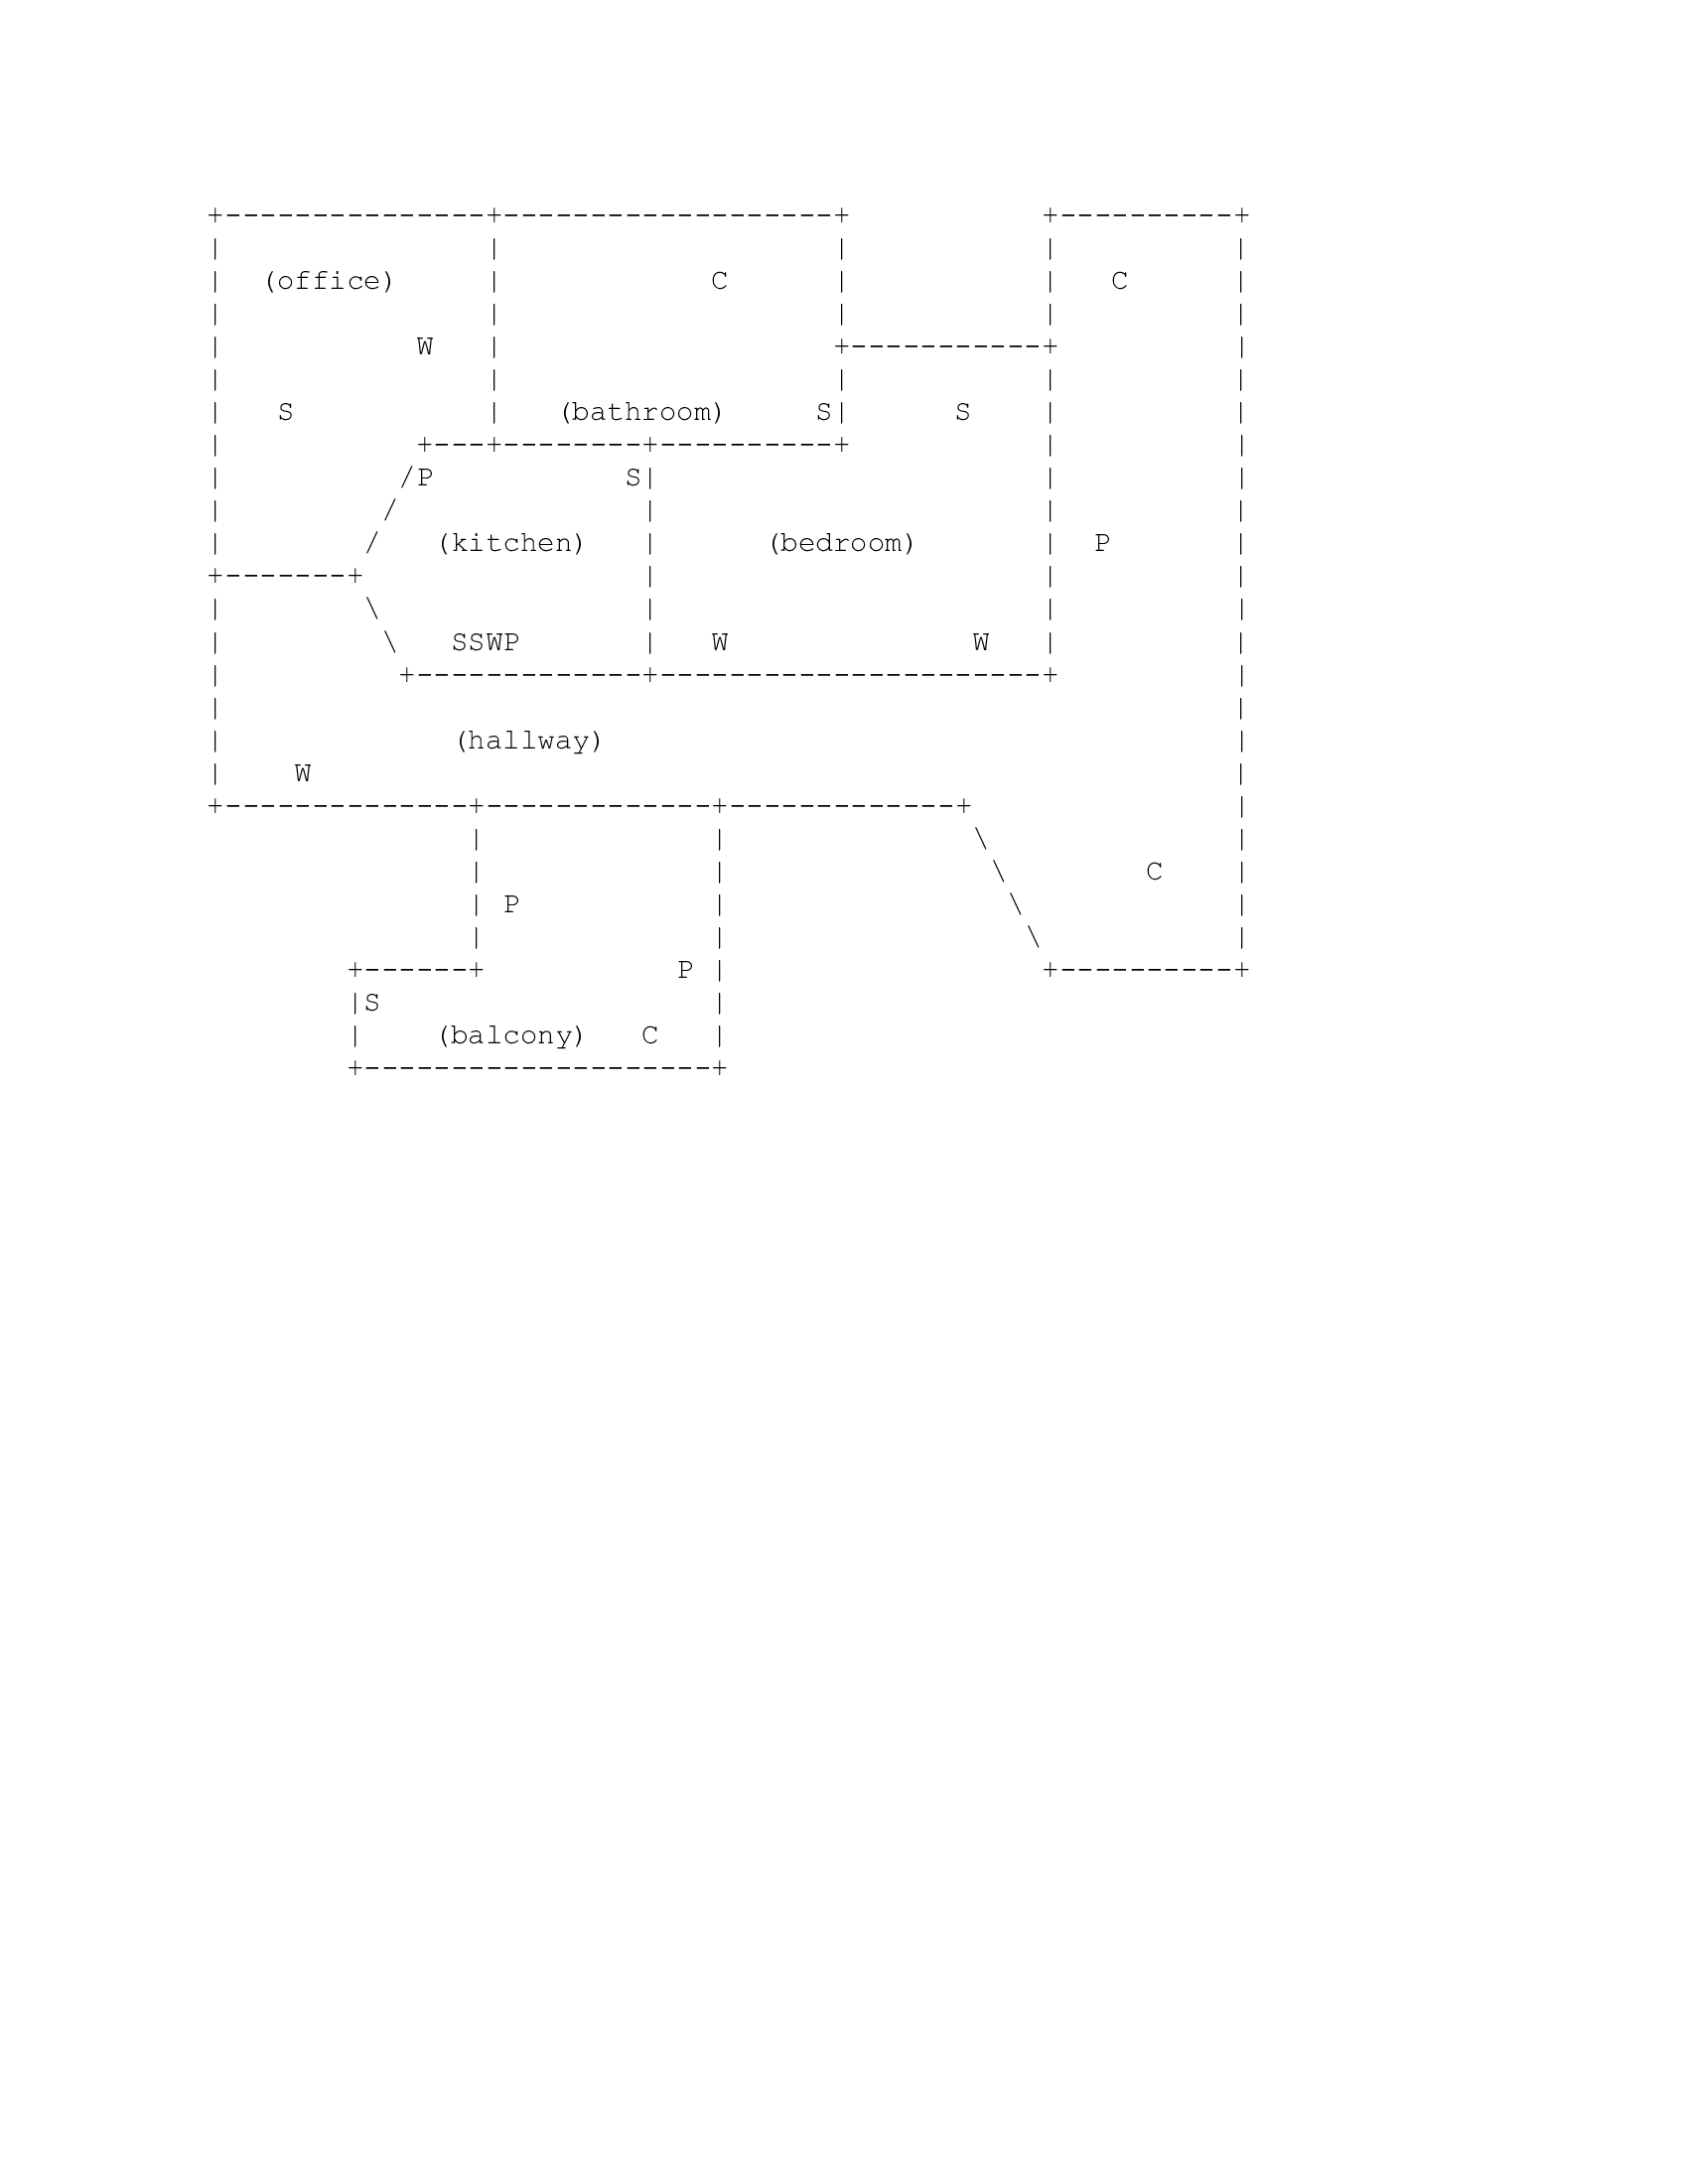 +---------------+-------------------+           +----------+
|               |                   |           |          |
|  (office)     |            C      |           |   C      |
|               |                   |           |          |
|           W   |                   +-----------+          |
|               |                   |           |          |
|   S           |   (bathroom)     S|      S    |          |
|           +---+--------+----------+           |          |
|          /P           S|                      |          |
|         /              |                      |          |
|        /   (kitchen)   |      (bedroom)       |  P       |
+-------+                |                      |          |
|        \               |                      |          |
|         \   SSWP       |   W             W    |          |
|          +-------------+----------------------+          |
|                                                          |
|             (hallway)                                    |
|    W                                                     |
+--------------+-------------+-------------+               |
               |             |              \              |
               |             |               \        C    |
               | P           |                \            |
               |             |                 \           |
        +------+           P |                  +----------+
        |S                   |
        |    (balcony)   C   |
        +--------------------+